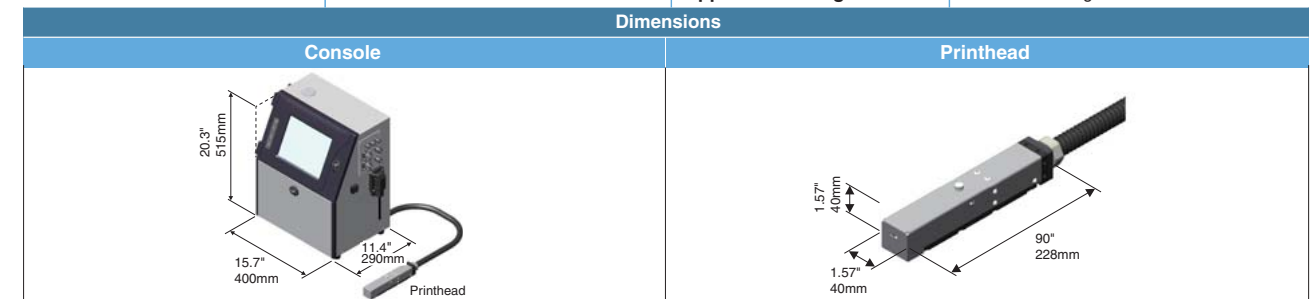 Dimensions
Console
Printhead
20.3"
515mm
15.7"
400mm
11.4"
290mm
Printhead
1.57"
40mm
1.57"
40mm
90"
228mm